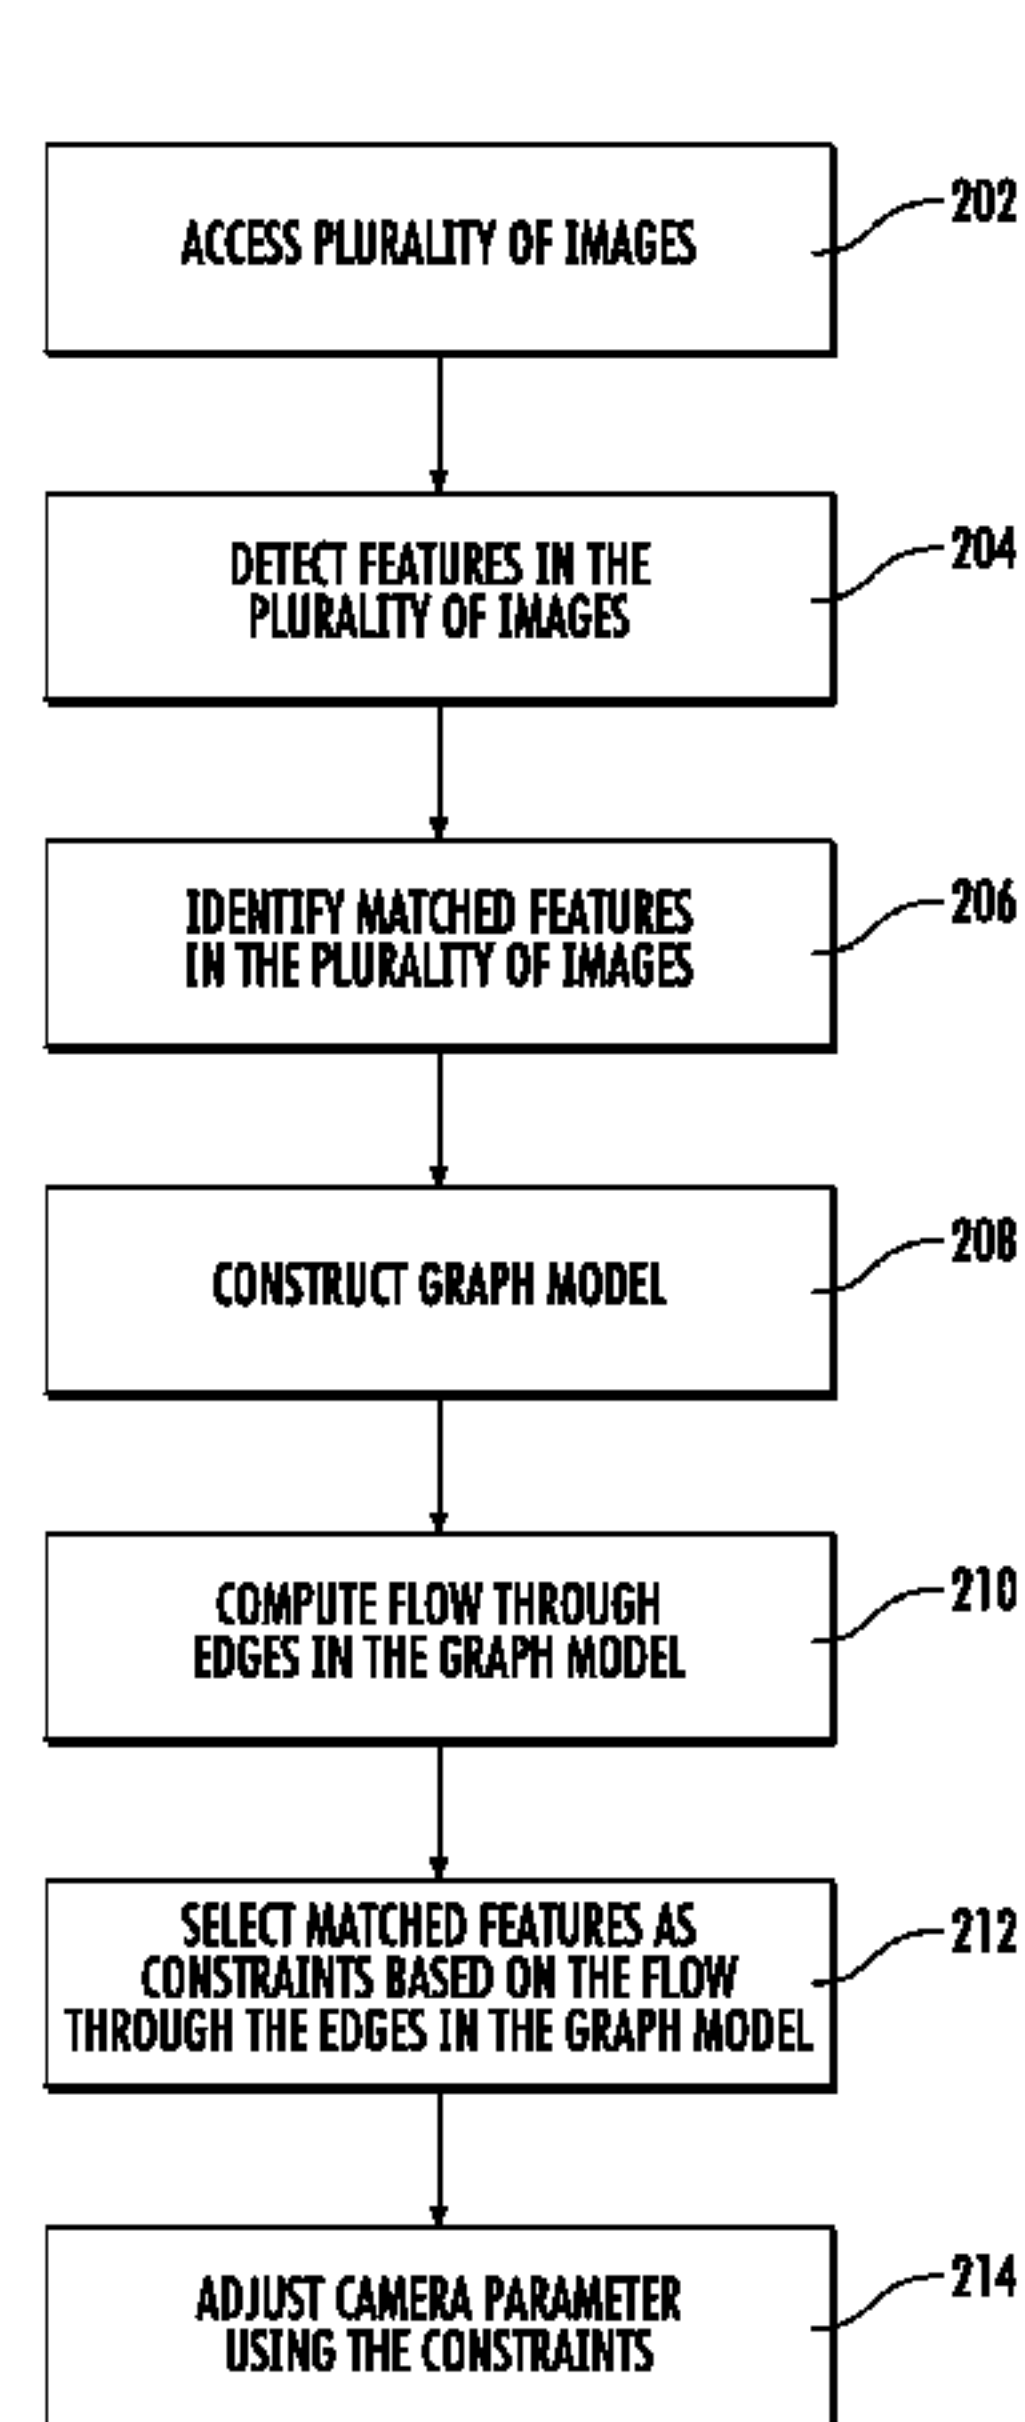 ACCESS PLURALITY OF IMAGES
202
DETECT FEATURES IN THE
PLURALITY OF IMAGES
204
IDENTIFY MATCHED FEATURES
IN THE PLURALITY OF IMAGES
206
CONSTRUCT GRAPH MODEL
208
COMPUTE FLOW THROUGH
EDGES IN THE GRAPH MODEL
210
SELECT MATCHED FEATURES AS
CONSTRAINTS BASED ON THE FLOW
THROUGH THE EDGES IN THE GRAPH MODEL
212
ADJUST CAMERA PARAMETER
USING THE CONSTRAINTS
214